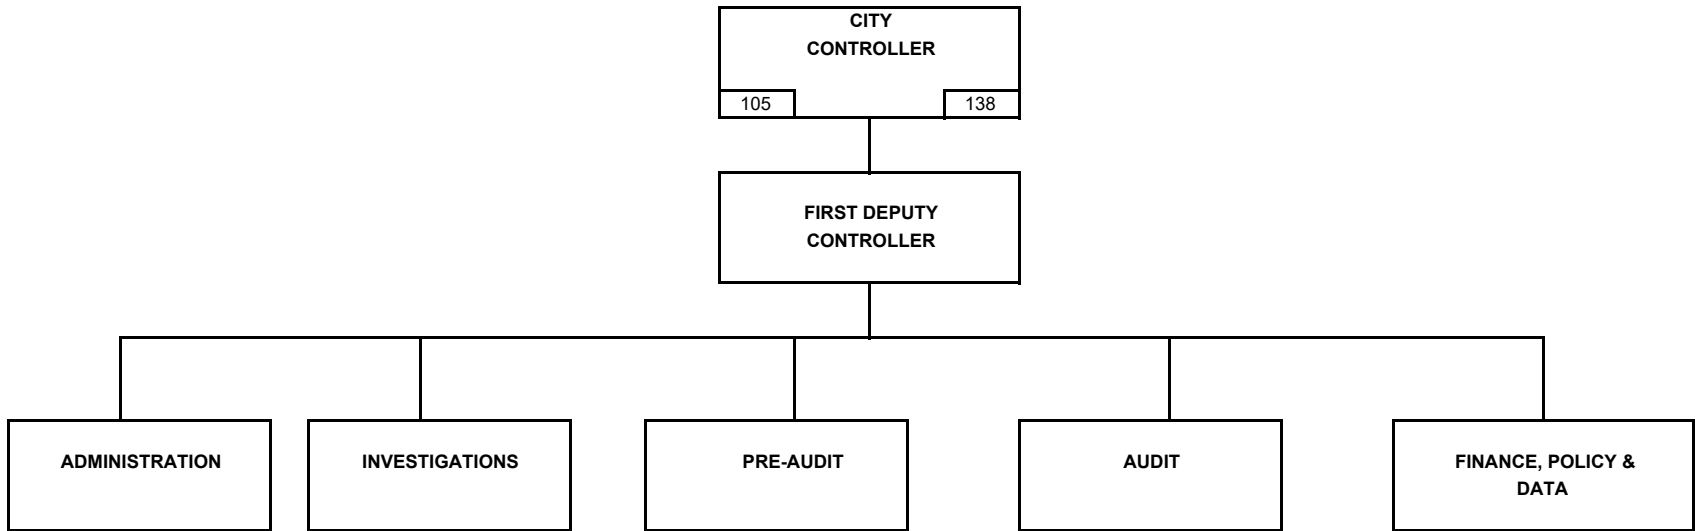 CITY
CONTROLLER
105
138
FIRST DEPUTY
CONTROLLER
ADMINISTRATION
INVESTIGATIONS
PRE-AUDIT
AUDIT
FINANCE, POLICY &
DATA